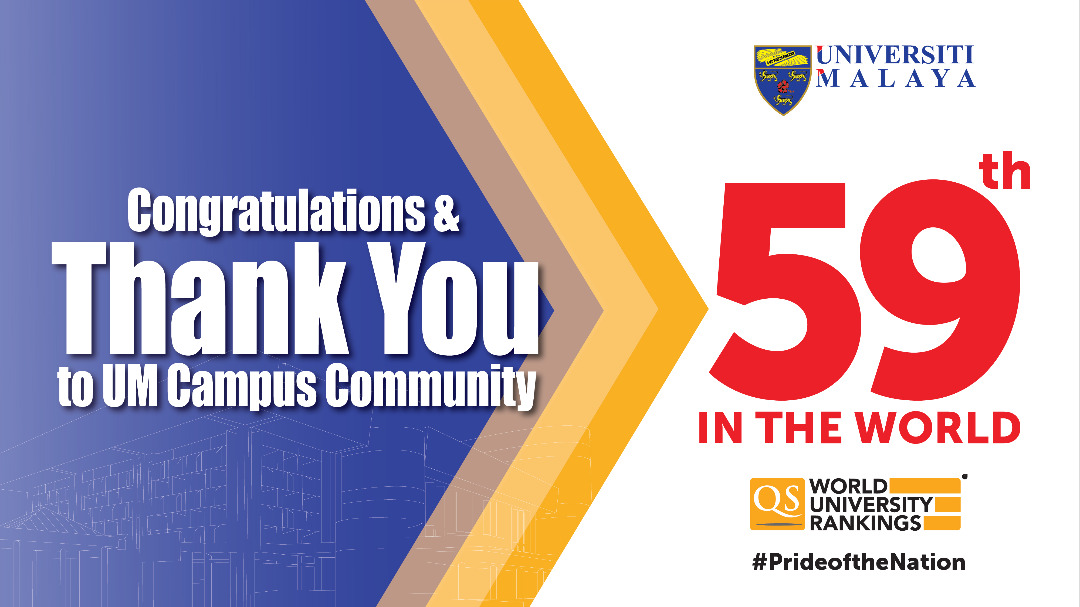 Congratulations &
Thank You
to UM Campus Community
UNIVERSITI
MALAYA
59th
IN THE WORLD
QS WORLD
UNIVERSITY
RANKINGS
#PrideoftheNation